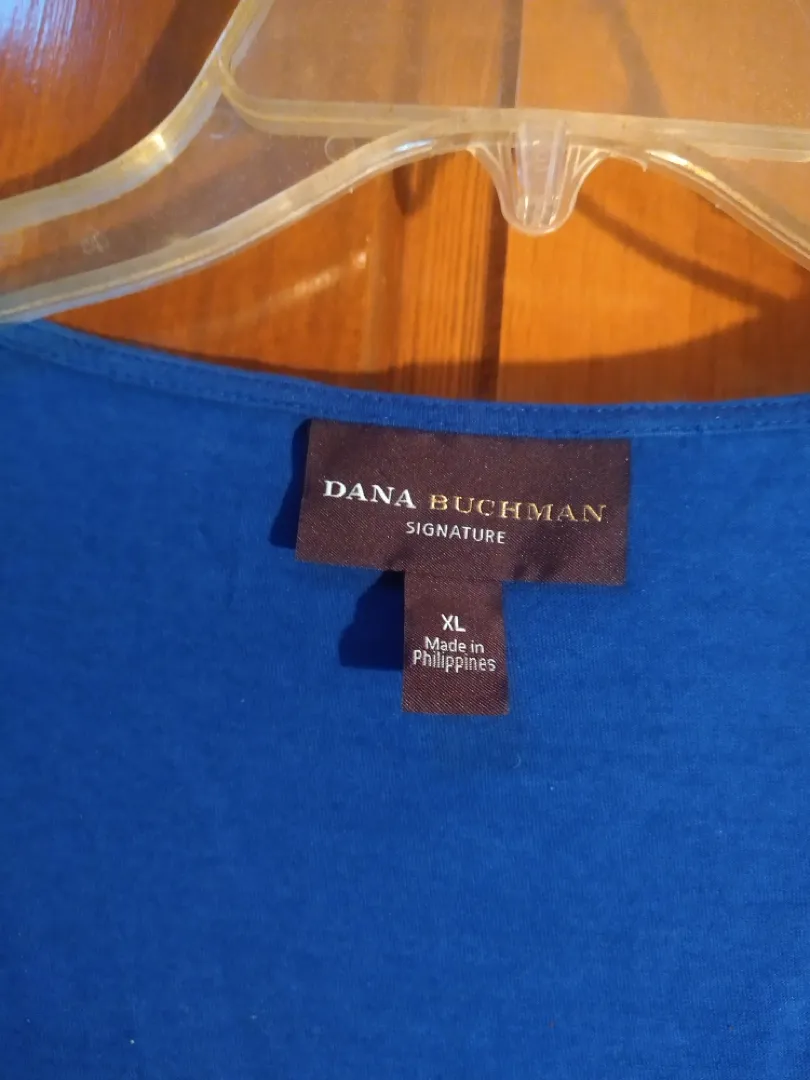 DANA BUCHMAN
SIGNATURE
XL
Made in
Philippines